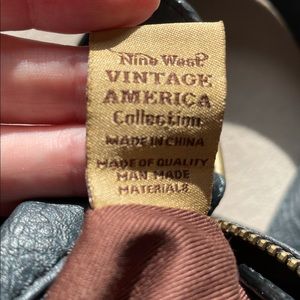 Nine West
VINTAGE
AMERICA
Collection
MADE IN CHINA
MADE OF QUALITY
MAN MADE
MATERIALS